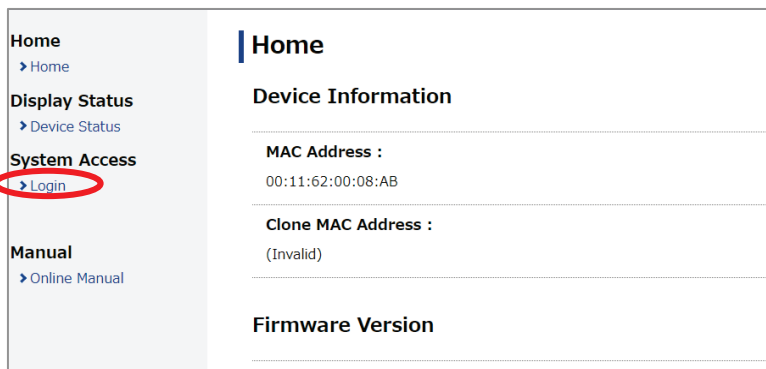 Home
Home
Display Status
Device Status
System Access
Login
Manual
Online Manual
Home
Device Information
MAC Address :
00:11:62:00:08:AB
Clone MAC Address :
(Invalid)
Firmware Version